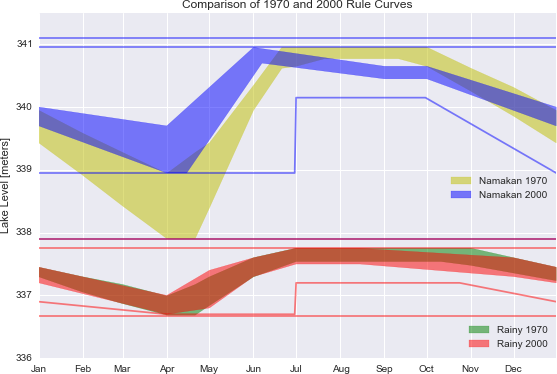 Comparison of 1970 and 2000 Rule Curves
Lake Level [meters]
341
340
339
338
337
336
Namakan 1970
Namakan 2000
Rainy 1970
Rainy 2000
Jan Feb Mar Apr May Jun Jul Aug Sep Oct Nov Dec